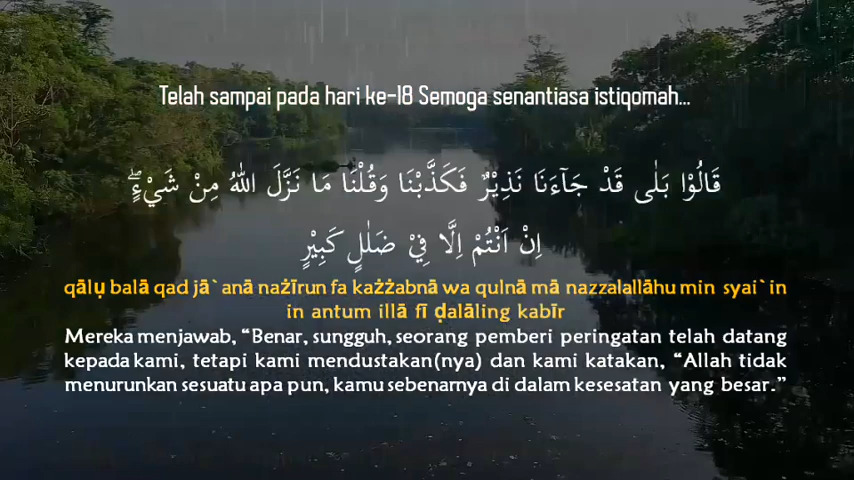 Telah sampai pada hari ke-18 Semoga senantiasa istiqomah...
قَالُوْا بَلٰى قَدْ جَاۤءَنَا نَذِيْرٌ فَكَذَّبْنَا وَقُلْنَا مَا نَزَّلَ اللّٰهُ مِنْ شَيْءٍۖ
اِنْ اَنْتُمْ اِلَّا فِيْ ضَلٰلٍ كَبِيْرٍ
qālụ balā qad jā`anā nażīrun fa każżabnā wa qulnā mā nazzalallāhu min syai`in
in antum illā fī ḍalāling kabīr
Mereka menjawab, “Benar, sungguh, seorang pemberi peringatan telah datang
kepada kami, tetapi kami mendustakan(nya) dan kami katakan, “Allah tidak
menurunkan sesuatu apa pun, kamu sebenarnya di dalam kesesatan yang besar.”